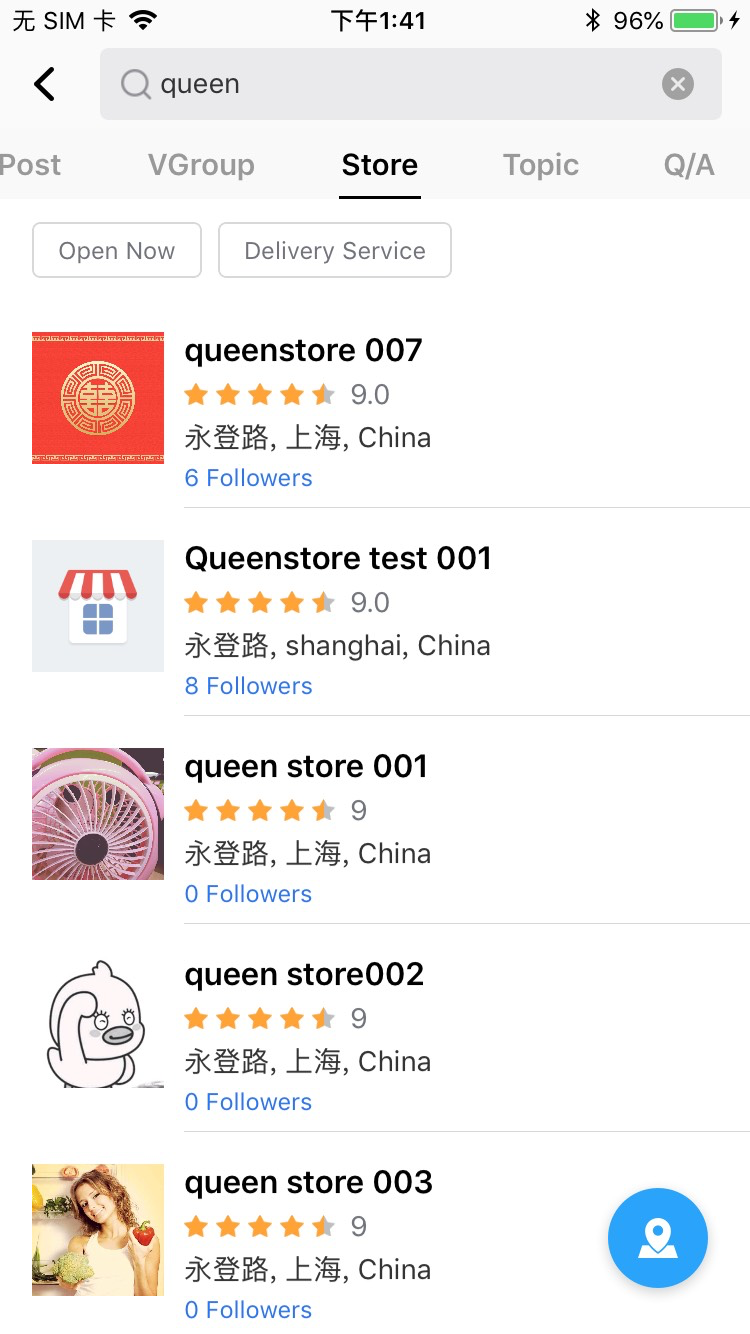 无 SIM 卡 下午1:41 96%
queen
Post VGroup Store Topic Q/A
Open Now Delivery Service
queenstore 007
9.0
永登路, 上海, China
6 Followers
Queenstore test 001
9.0
永登路, shanghai, China
8 Followers
queen store 001
9
永登路, 上海, China
0 Followers
queen store002
9
永登路, 上海, China
0 Followers
queen store 003
9
永登路, 上海, China
0 Followers